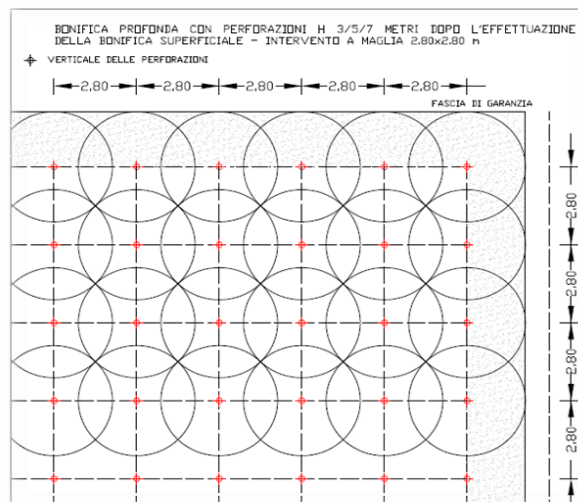 BONIFICA PROFONDA CON PERFORAZIONI H 3/5/7 METRI DOPO L'EFFETTUAZIONE
DELLA BONIFICA SUPERFICIALE - INTERVENTO A MAGLIA 2.80x2.80 m
VERTICALE DELLE PERFORAZIONI
2.80 2.80 2.80 2.80 2.80
FASCIA DI GARANZIA
2.80
2.80
2.80
2.80